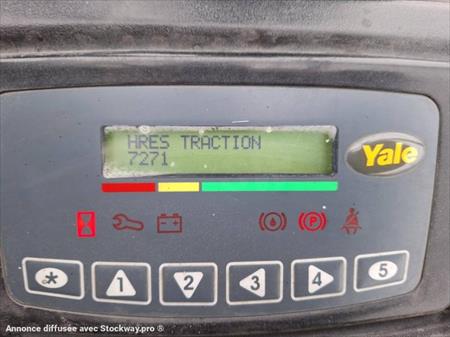 HRES TRACTION
7271
Yale
P
* 1 2 3 4 5
Annonce diffusée avec Stockway.pro ®